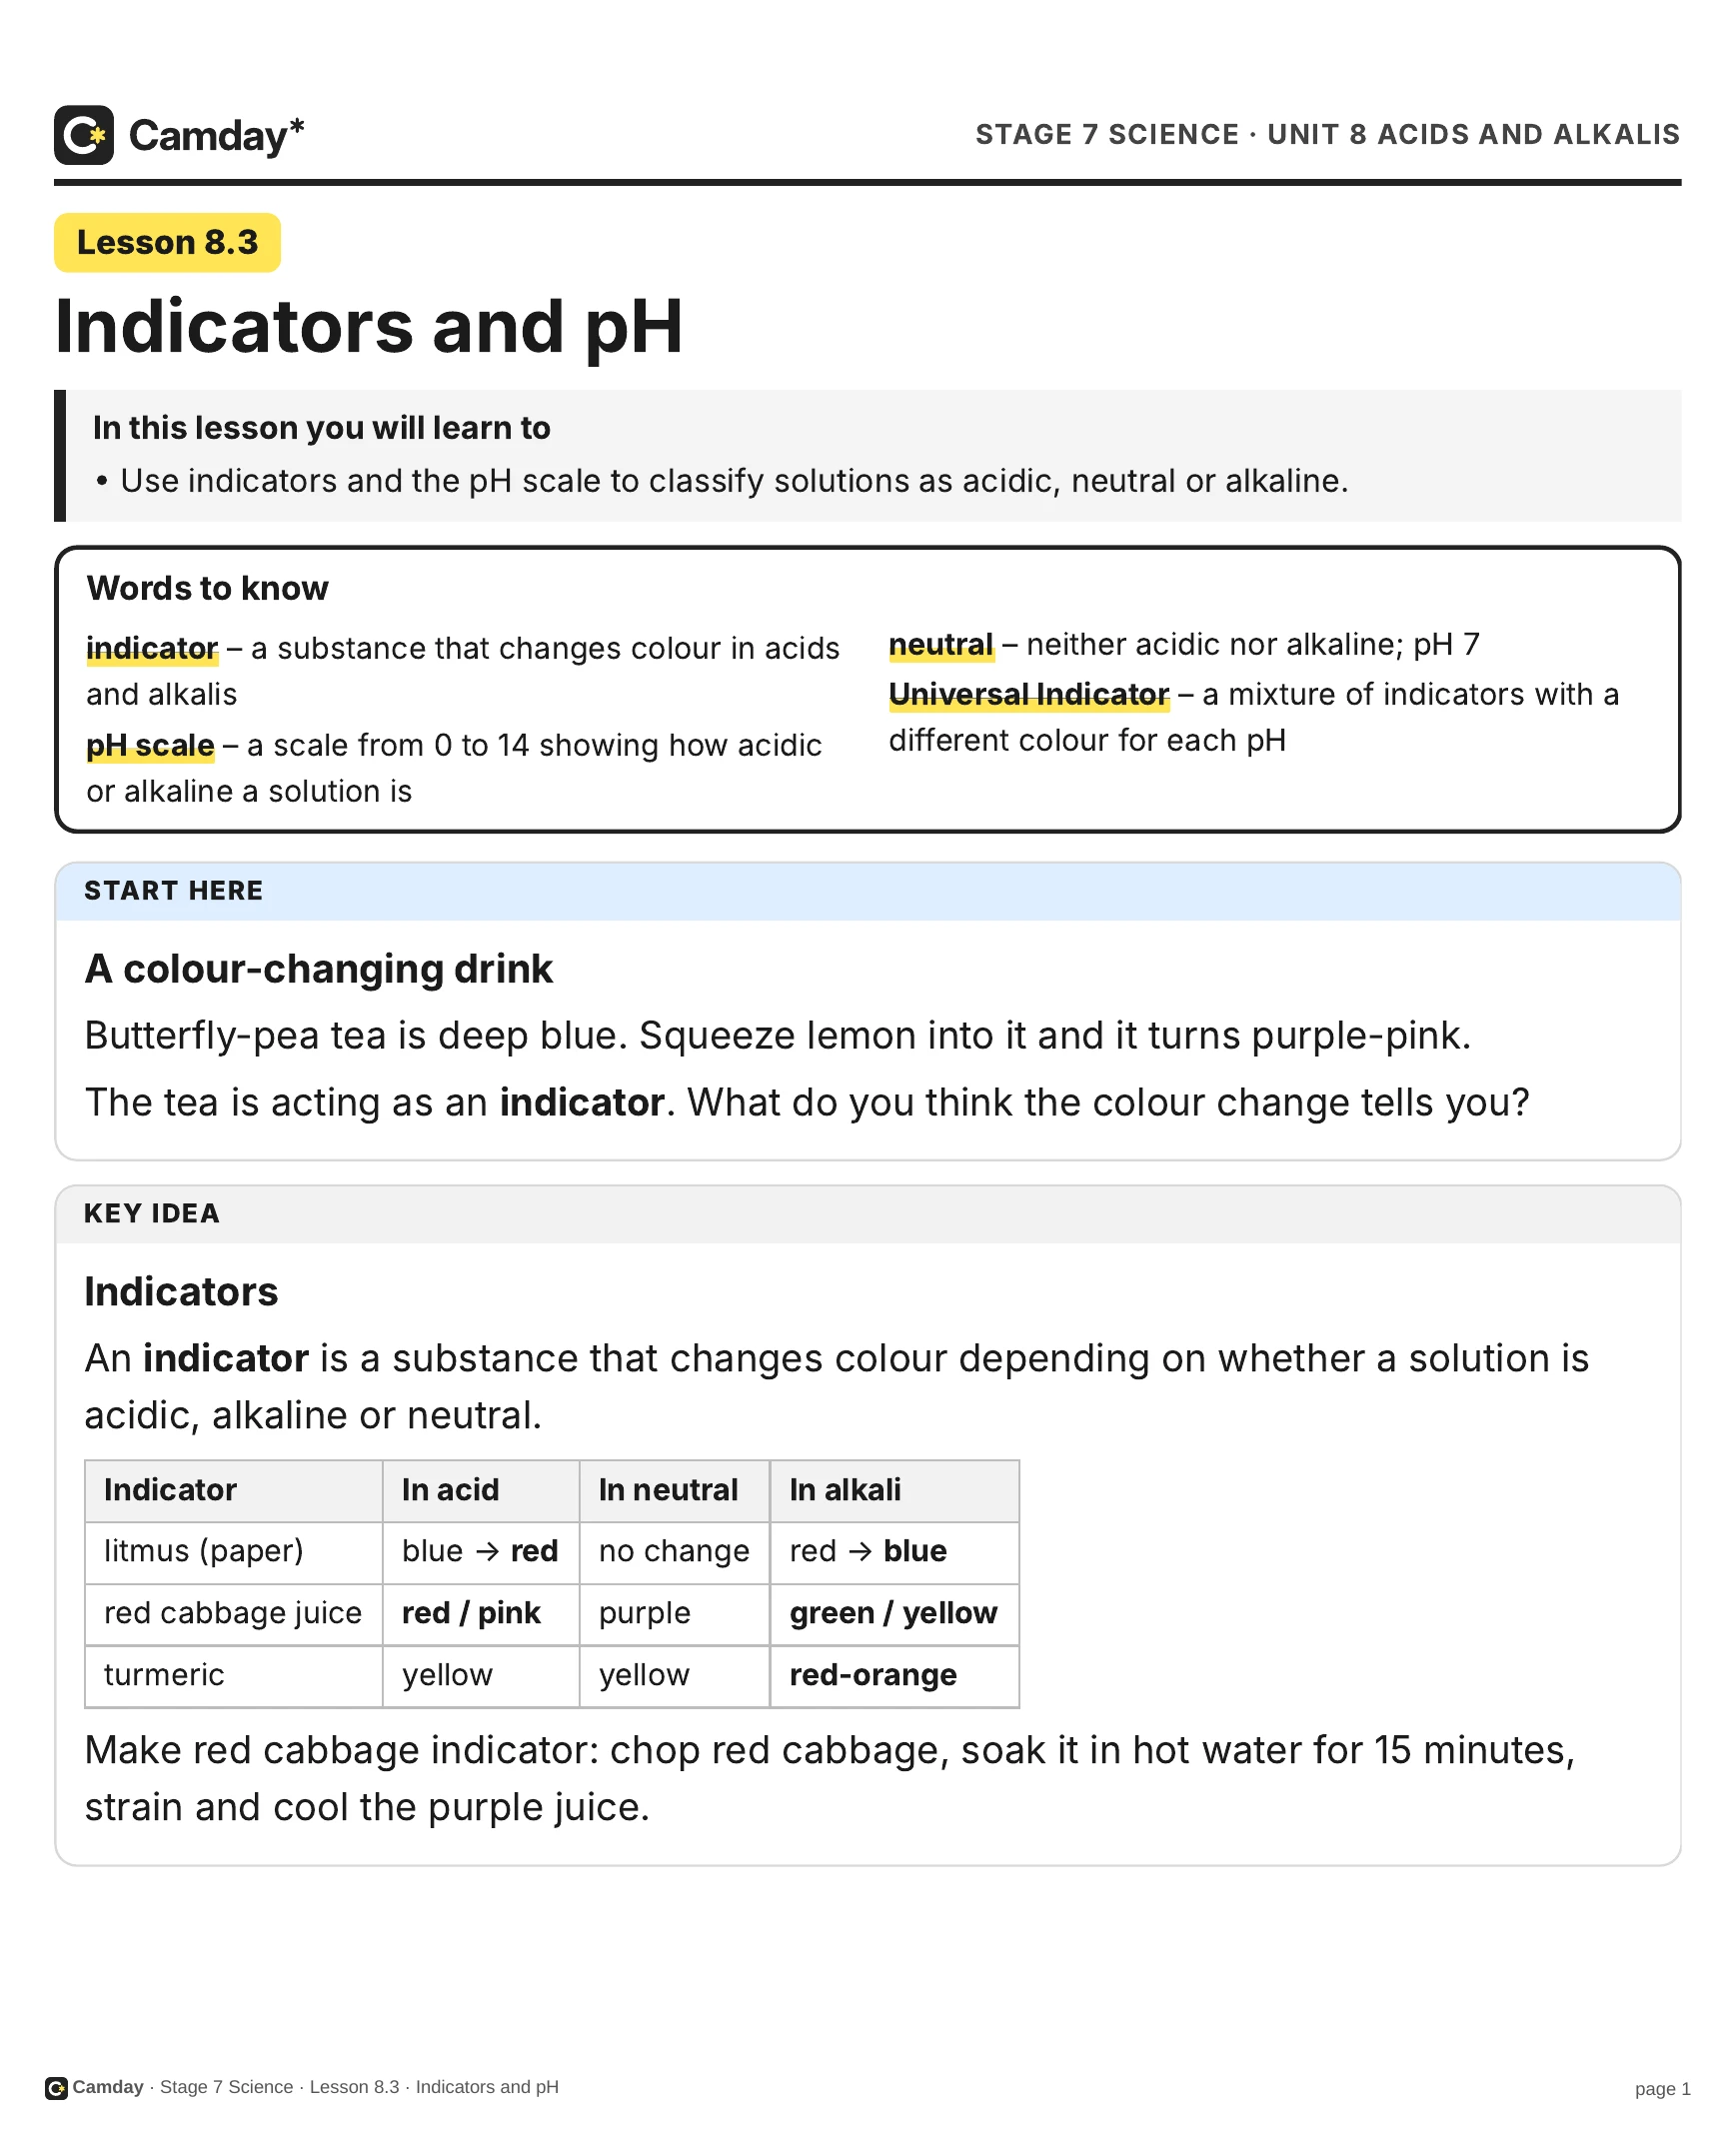 Camday*
STAGE 7 SCIENCE · UNIT 8 ACIDS AND ALKALIS
Lesson 8.3
Indicators and pH
In this lesson you will learn to
• Use indicators and the pH scale to classify solutions as acidic, neutral or alkaline.
Words to know
indicator – a substance that changes colour in acids
and alkalis
pH scale – a scale from 0 to 14 showing how acidic
or alkaline a solution is
neutral – neither acidic nor alkaline; pH 7
Universal Indicator – a mixture of indicators with a
different colour for each pH
START HERE
A colour-changing drink
Butterfly-pea tea is deep blue. Squeeze lemon into it and it turns purple-pink.
The tea is acting as an indicator. What do you think the colour change tells you?
KEY IDEA
Indicators
An indicator is a substance that changes colour depending on whether a solution is
acidic, alkaline or neutral.
Indicator In acid In neutral In alkali
litmus (paper) blue → red no change red → blue
red cabbage juice red / pink purple green / yellow
turmeric yellow yellow red-orange
Make red cabbage indicator: chop red cabbage, soak it in hot water for 15 minutes,
strain and cool the purple juice.
Camday · Stage 7 Science · Lesson 8.3 · Indicators and pH
page 1